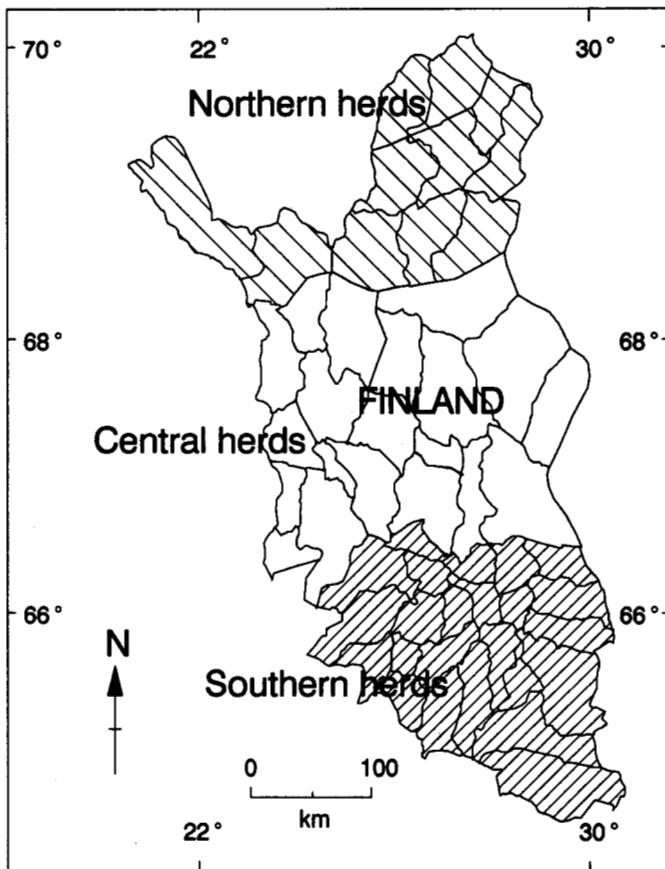 70°
22°
30°
Northern herds
68°
68°
FINLAND
Central herds
66°
66°
N
Southern herds
0 100
km
22°
30°